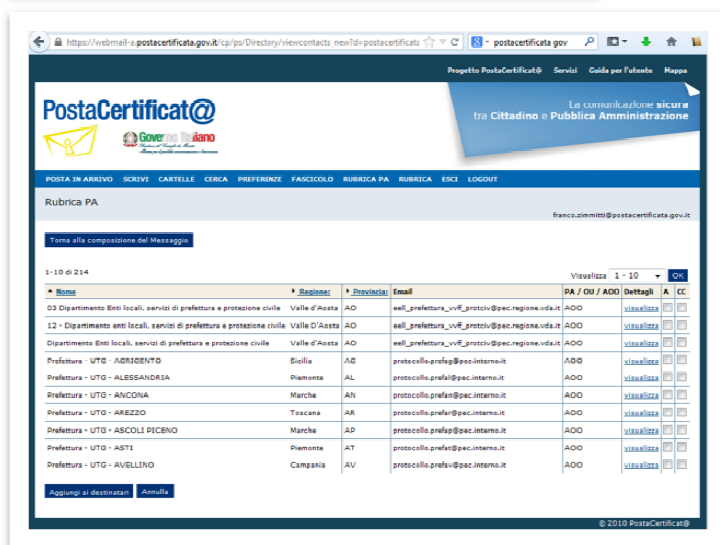 https://webmail-a.postacertificata.gov.it/cp/ps/Directory/viewcontacts_new?d=postacertificata
postacertificata gov
Progetto PostaCertificat@ Servizi Guida per l'utente Mappa
PostaCertificat@
Governo Italiano
La comunicazione sicura
tra Cittadino e Pubblica Amministrazione
POSTA IN ARRIVO SCRIVI CARTELLE CERCA PREFERENZE FASCICOLO RUBRICA PA RUBRICA ESCI LOGOUT
Rubrica PA
franco.zimmitti@postacertificata.gov.it
Torna alla composizione del Messaggio
1-10 di 214 Visualizza 1 - 10 OK
Nome Regione: Provincia: Email PA / OU / AOO Dettagli A CC
03 Dipartimento Enti locali, servizi di prefettura e protezione civile Valle d'Aosta AO eell_prefettura_vvff_protciv@pec.regione.vda.it AOO visualizza
12 - Dipartimento enti locali, servizi di prefettura e protezione civile Valle D'Aosta AO eell_prefettura_vvff_protciv@pec.regione.vda.it AOO visualizza
Dipartimento Enti locali, servizi di prefettura e protezione civile Valle d'Aosta AO eell_prefettura_vvff_protciv@pec.regione.vda.it AOO visualizza
Prefettura - UTG - AGRIGENTO Sicilia AG protocollo.prefag@pec.interno.it visualizza
Prefettura - UTG - ALESSANDRIA Piemonte AL protocollo.prefal@pec.interno.it AOO visualizza
Prefettura - UTG - ANCONA Marche AN protocollo.prefan@pec.interno.it AOO visualizza
Prefettura - UTG - AREZZO Toscana AR protocollo.prefar@pec.interno.it AOO visualizza
Prefettura - UTG - ASCOLI PICENO Marche AP protocollo.prefap@pec.interno.it AOO visualizza
Prefettura - UTG - ASTI Piemonte AT protocollo.prefat@pec.interno.it AOO visualizza
Prefettura - UTG - AVELLINO Campania AV protocollo.prefav@pec.interno.it AOO visualizza
Aggiungi ai destinatari Annulla
© 2010 PostaCertificat@